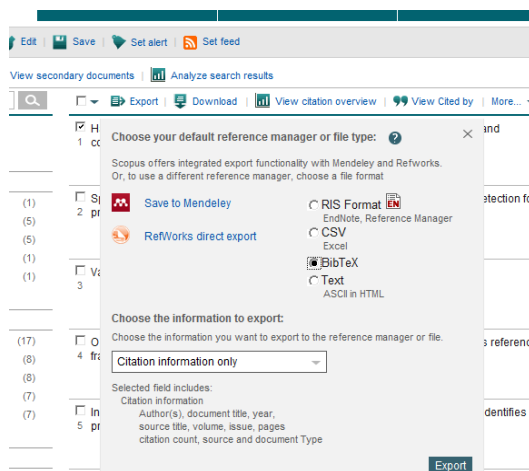 Edit | Save | Set alert | Set feed
View secondary documents | Analyze search results
Export | Download | View citation overview | View Cited by | More...
H and
1 co
Choose your default reference manager or file type: ?
Scopus offers integrated export functionality with Mendeley and Refworks.
Or, to use a different reference manager, choose a file format
Save to Mendeley
RefWorks direct export
RIS Format EN
EndNote, Reference Manager
CSV
Excel
BibTeX
Text
ASCII in HTML
(1) Sp etection fo
(5) 2 pr
(5)
(1) Va
(1) 3
Choose the information to export:
Choose the information you want to export to the reference manager or file.
Citation information only
(17) O s referenc
(8) 4 fra
(8)
(7)
(7) In dentifies
5 pr
Selected field includes:
Citation information
Author(s), document title, year,
source title, volume, issue, pages
citation count, source and document Type
Export